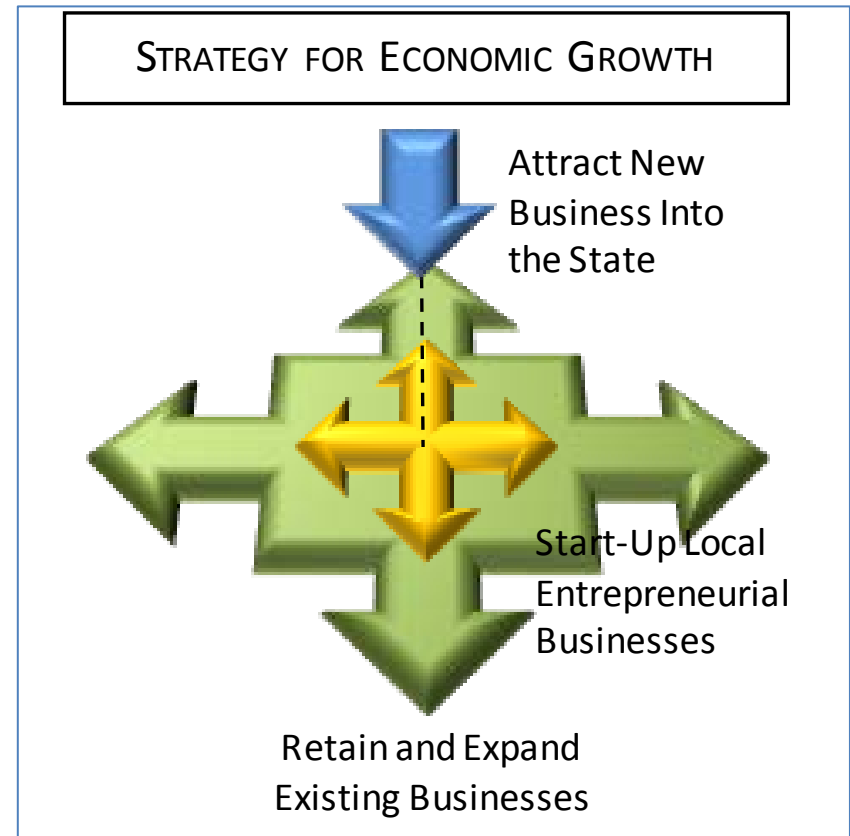 STRATEGY FOR ECONOMIC GROWTH
Attract New
Business Into
the State
Start-Up Local
Entrepreneurial
Businesses
Retain and Expand
Existing Businesses